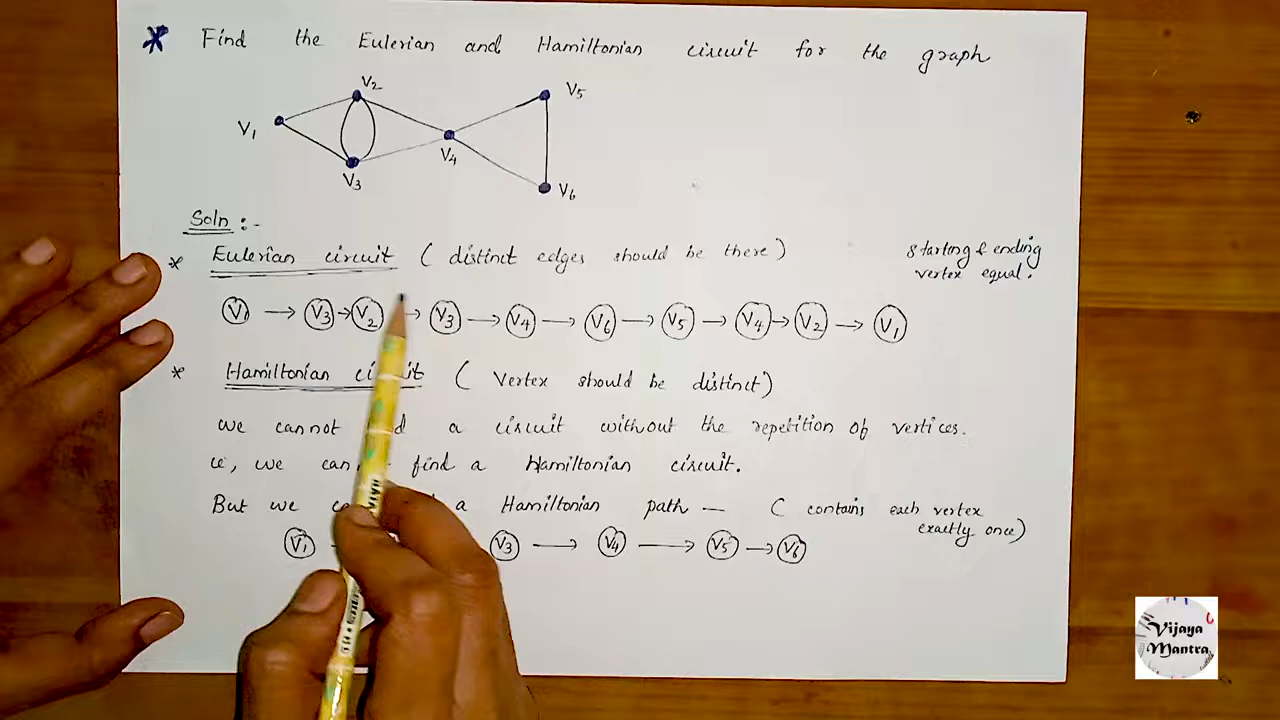 * Find the Eulerian and Hamiltonian circuit for the graph
V1 V2 V3 V4 V5 V6
Soln :-
* Eulerian circuit ( distinct edges should be there ) starting & ending vertex equal.
V1 → V3 → V2 → V3 → V4 → V6 → V5 → V4 → V2 → V1
* Hamiltonian circuit ( Vertex should be distinct )
we cannot a circuit without the repetition of vertices.
ie, we find a Hamiltonian circuit.
But we a Hamiltonian path — ( contains each vertex exactly once )
V1 V3 → V4 → V5 → V6
Vijaya
Mantra